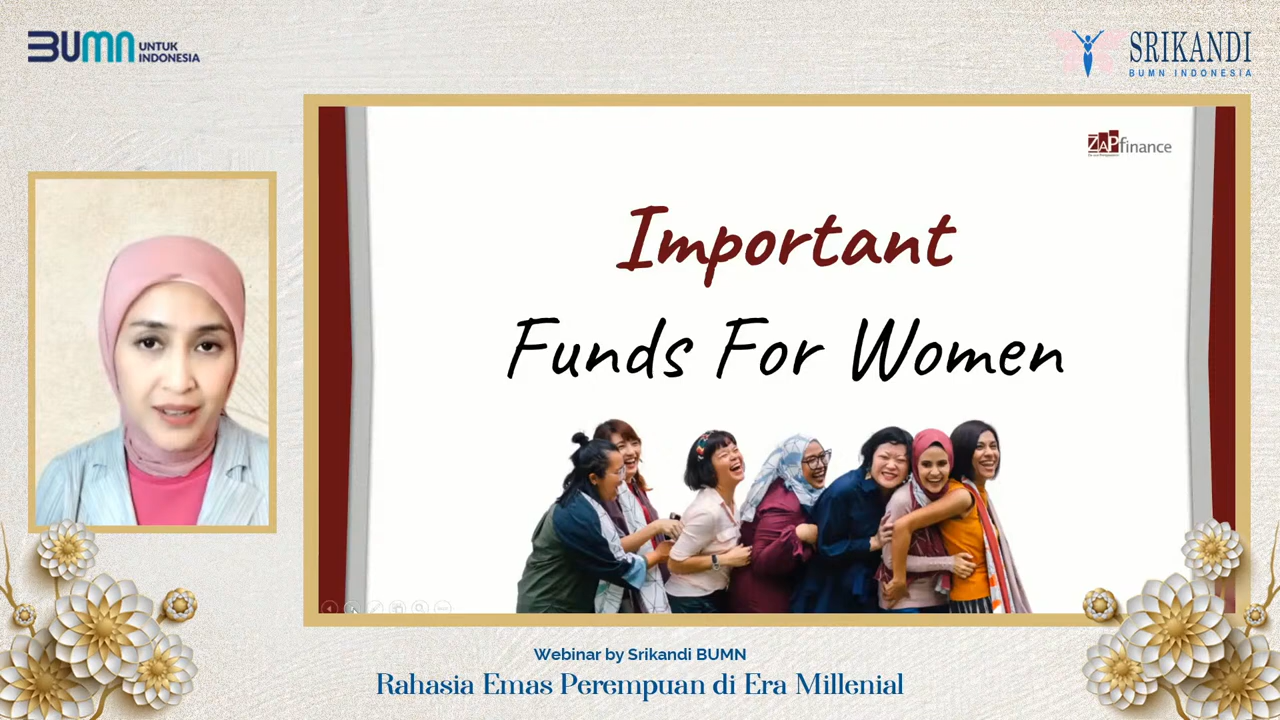 BUMN UNTUK
INDONESIA
SRIKANDI
BUMN INDONESIA
ZAPfinance
Important
Funds For Women
Webinar by Srikandi BUMN
Rahasia Emas Perempuan di Era Millenial